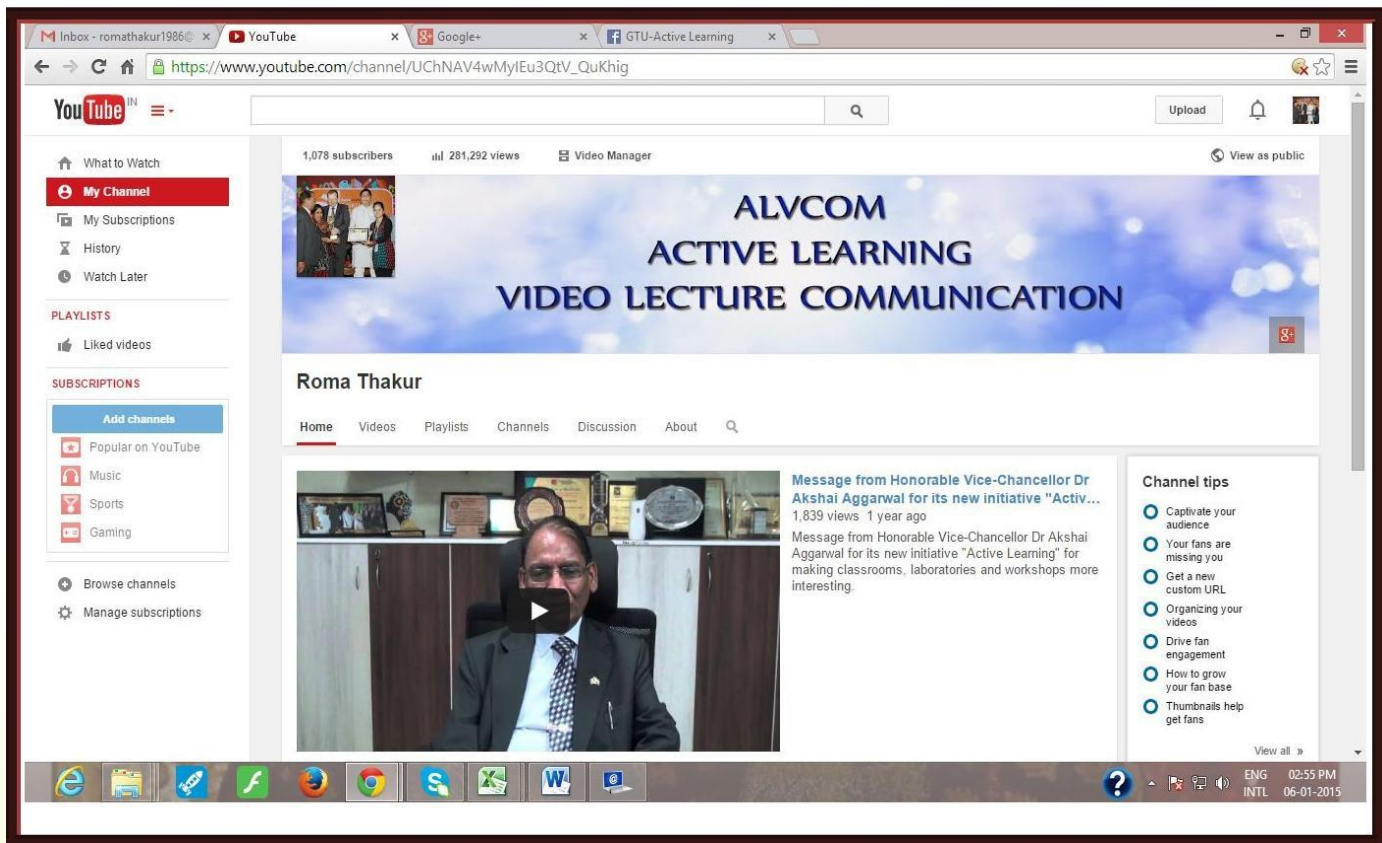 Inbox - romathakur1986@
YouTube
Google+
GTU-Active Learning
https://www.youtube.com/channel/UChNAV4wMyIEu3QtV_QuKhig
YouTube IN
Upload
What to Watch
My Channel
My Subscriptions
History
Watch Later
PLAYLISTS
Liked videos
SUBSCRIPTIONS
Add channels
Popular on YouTube
Music
Sports
Gaming
Browse channels
Manage subscriptions
1,078 subscribers 281,292 views Video Manager View as public
ALVCOM
ACTIVE LEARNING
VIDEO LECTURE COMMUNICATION
Roma Thakur
Home Videos Playlists Channels Discussion About
Message from Honorable Vice-Chancellor Dr
Akshai Aggarwal for its new initiative "Activ...
1,839 views 1 year ago
Message from Honorable Vice-Chancellor Dr Akshai
Aggarwal for its new initiative "Active Learning" for
making classrooms, laboratories and workshops more
interesting.
Channel tips
Captivate your
audience
Your fans are
missing you
Get a new
custom URL
Organizing your
videos
Drive fan
engagement
How to grow
your fan base
Thumbnails help
get fans
View all »
ENG 02:55 PM
INTL 06-01-2015